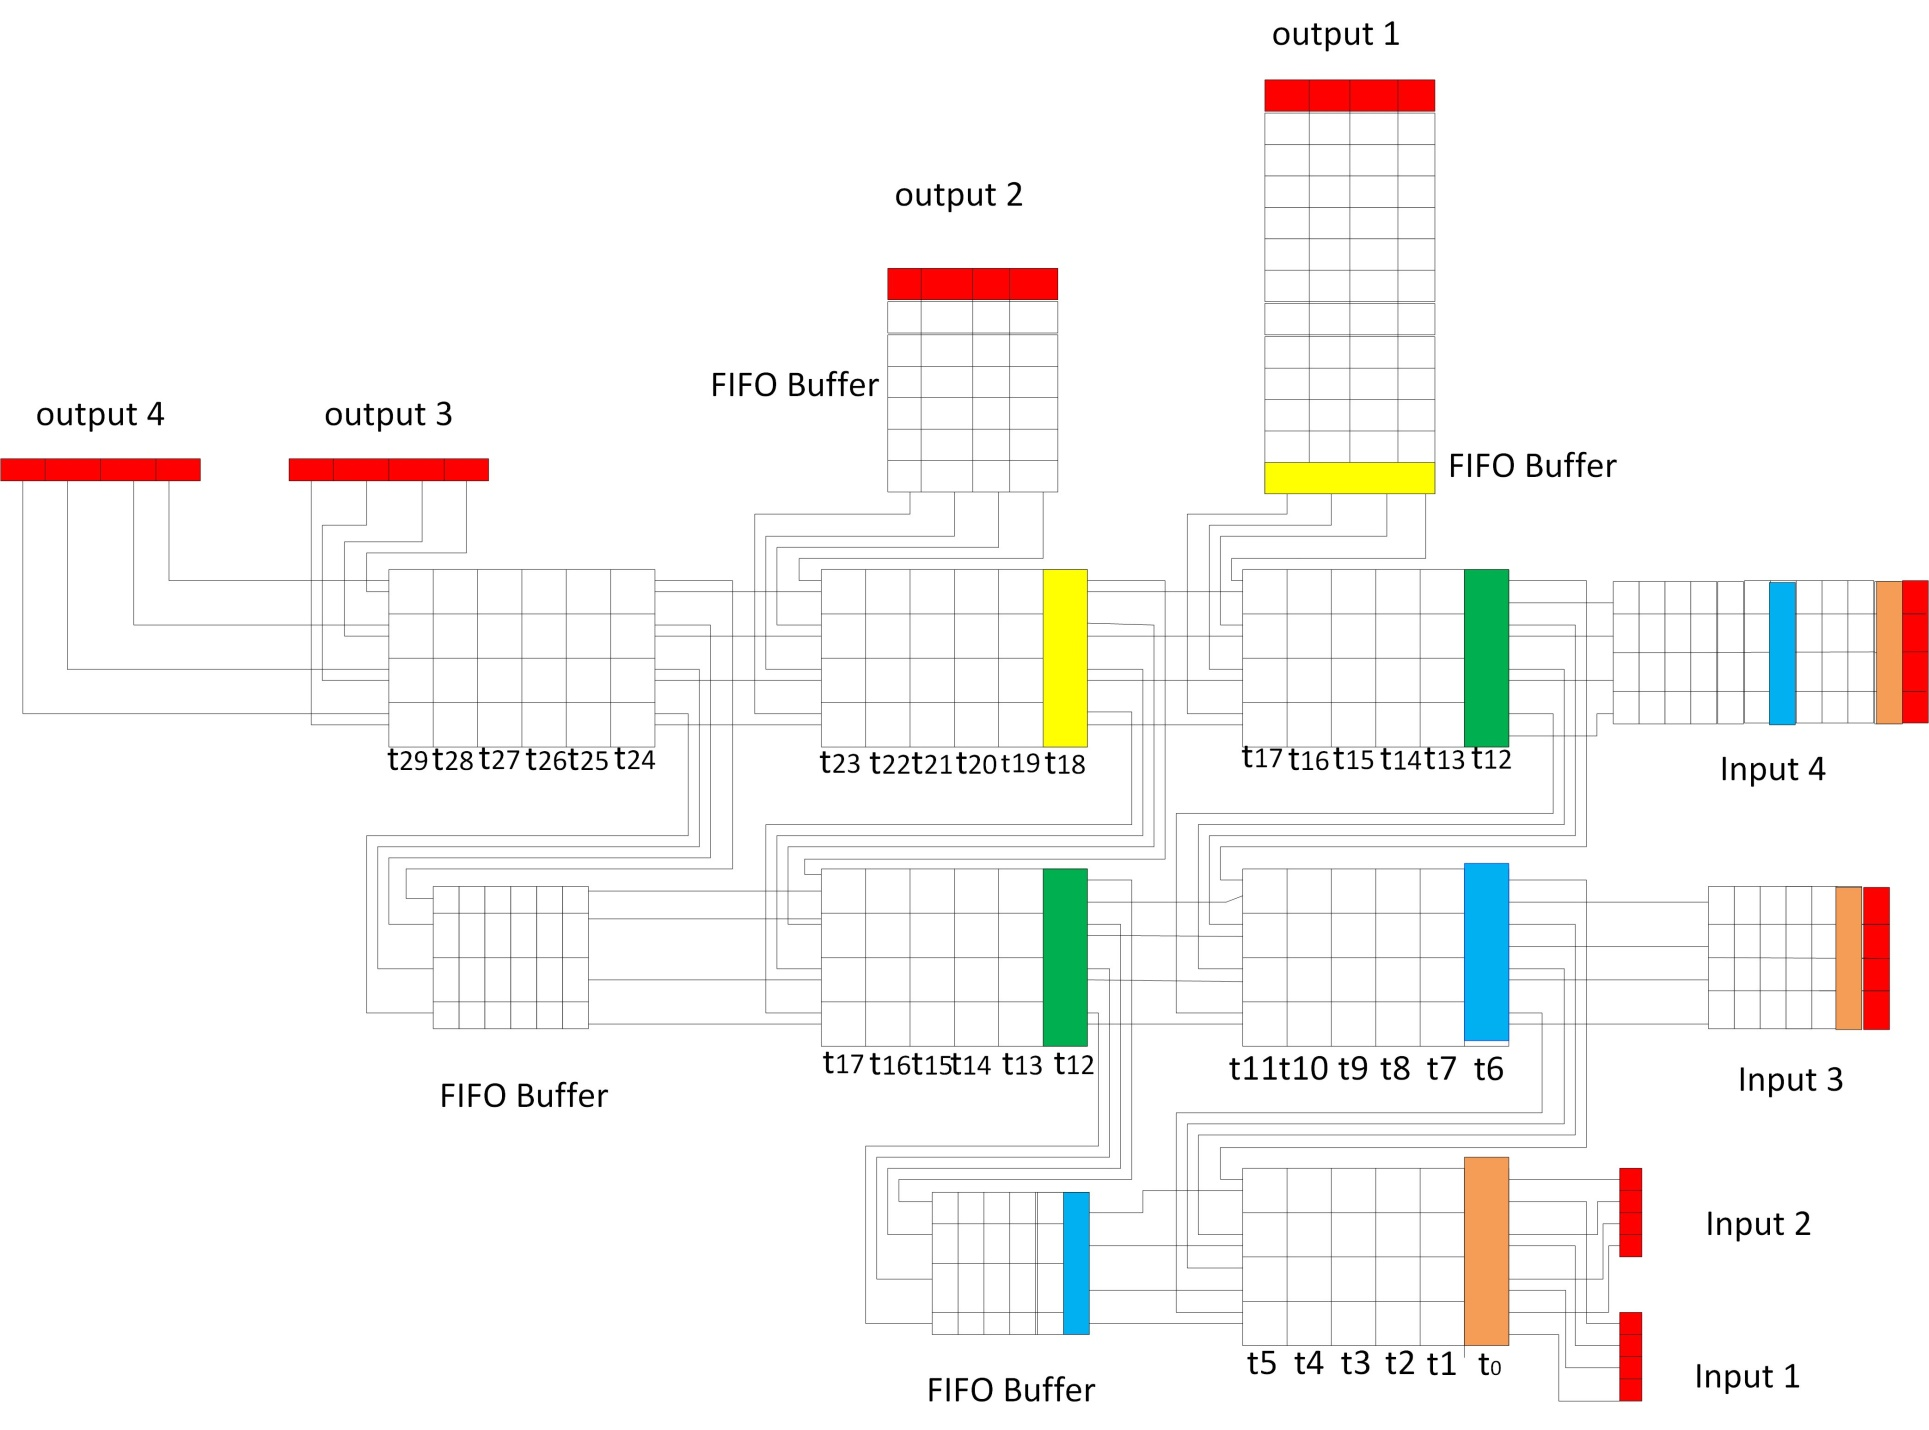 output 1
output 2
FIFO Buffer
output 4
output 3
FIFO Buffer
t29 t28 t27 t26 t25 t24
t23 t22 t21 t20 t19 t18
t17 t16 t15 t14 t13 t12
Input 4
t17 t16 t15 t14 t13 t12
t11 t10 t9 t8 t7 t6
Input 3
FIFO Buffer
Input 2
t5 t4 t3 t2 t1 t0
Input 1
FIFO Buffer